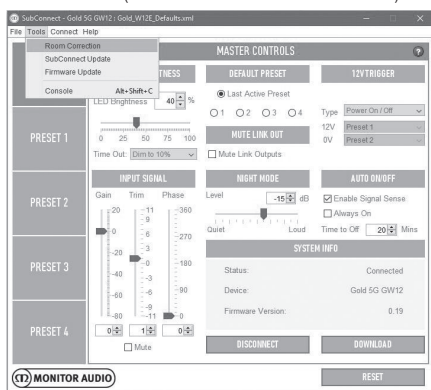 SubConnect - Gold 5G GW12 : Gold_W12E_Defaults.xml
File Tools Connect Help
Room Correction
SubConnect Update
Firmware Update
Console Alt+Shift+C
MASTER CONTROLS
?
TNESS
LED Brightness 40 %
0 25 50 75 100
Time Out: Dim to 10%
DEFAULT PRESET
Last Active Preset
1 2 3 4
MUTE LINK OUT
Mute Link Outputs
12V TRIGGER
Type Power On / Off
12V Preset 1
0V Preset 2
PRESET 1
PRESET 2
PRESET 3
PRESET 4
INPUT SIGNAL
Gain Trim Phase
20 11 360
9
0 6 270
3
-20 0 180
-40 -3
-60 -6 90
-9
-80 -11 0
0 1 0
Mute
NIGHT MODE
Level -15 dB
Quiet Loud
AUTO ON/OFF
Enable Signal Sense
Always On
Time to Off 20 Mins
SYSTEM INFO
Status: Connected
Device: Gold 5G GW12
Firmware Version: 0.19
DISCONNECT DOWNLOAD
MONITOR AUDIO
RESET